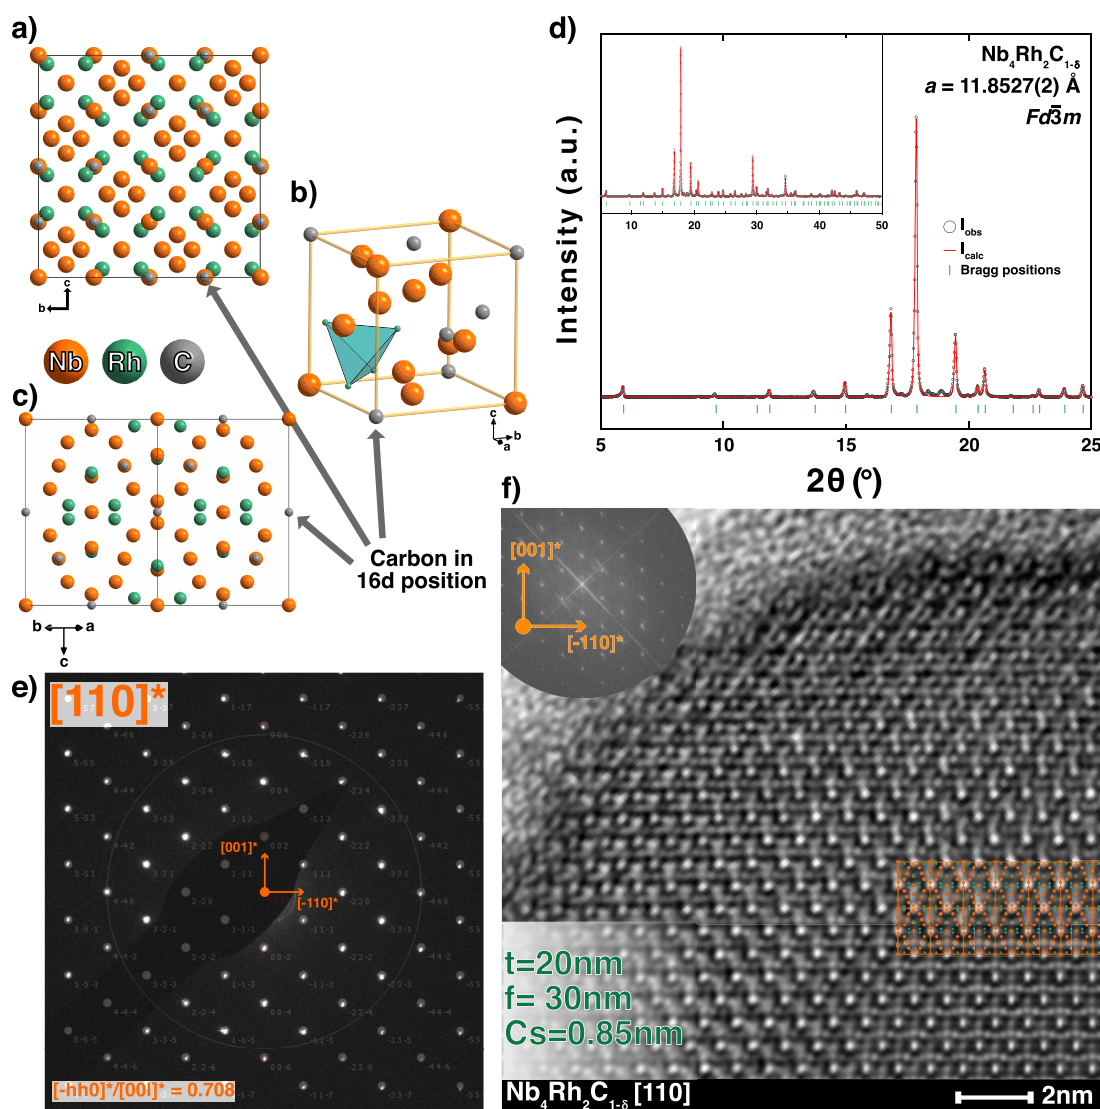 a)
c
b
b)
c
b
a
Nb
Rh
C
c)
b
a
c
Carbon in
16d position
d)
Nb4Rh2C1-δ
a = 11.8527(2) Å
Fd3̅m
Intensity (a.u.)
10
20
30
40
50
Iobs
Icalc
Bragg positions
5
10
15
20
25
2θ (°)
e)
[110]*
[001]*
[-110]*
[-hh0]*/[00l]* = 0.708
f)
[001]*
[-110]*
t=20nm
f= 30nm
Cs=0.85nm
Nb4Rh2C1-δ [110]
2nm